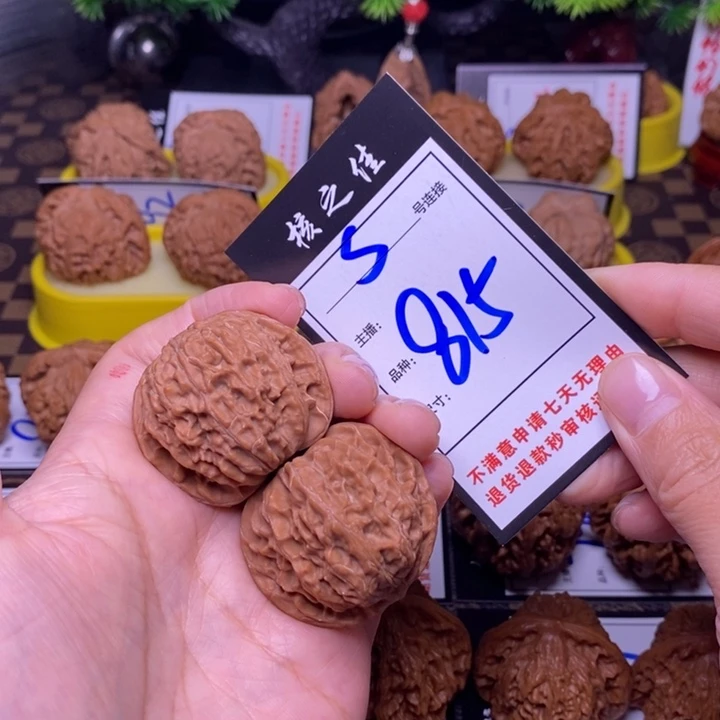 核之佳
5 号连接
主播:
品种: 815
寸:
不满意申请七天无理由
退货退款秒审核